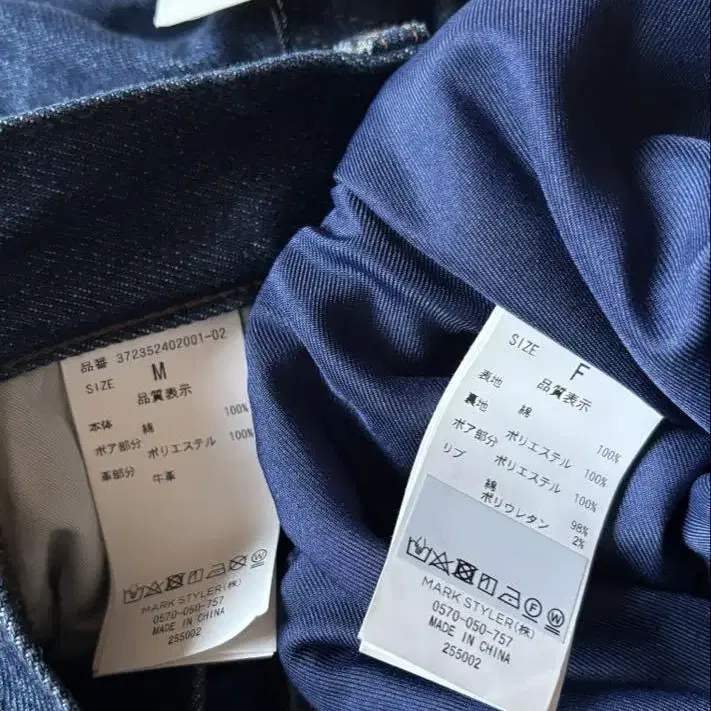 品番 372352402001-02
SIZE M
品質表示
本体 綿 100%
ボア部分 ポリエステル 100%
革部分 牛革
MARK STYLER(株)
0570-050-757
MADE IN CHINA
255002
SIZE F
品質表示
表地 綿 100%
裏地 ポリエステル 100%
ボア部分 ポリエステル 100%
リブ 綿 98%
ポリウレタン 2%
MARK STYLER(株)
0570-050-757
MADE IN CHINA
255002